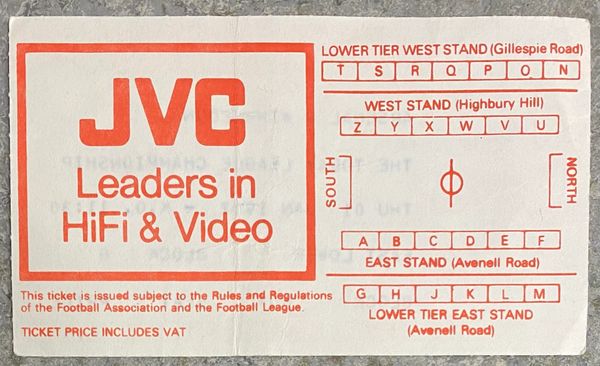 JVC
Leaders in
HiFi & Video
This ticket is issued subject to the Rules and Regulations
of the Football Association and the Football League.
TICKET PRICE INCLUDES VAT
LOWER TIER WEST STAND (Gillespie Road)
T S R Q P O N
WEST STAND (Highbury Hill)
Z Y X W V U
SOUTH
NORTH
A B C D E F
EAST STAND (Avenell Road)
G H J K L M
LOWER TIER EAST STAND
(Avenell Road)